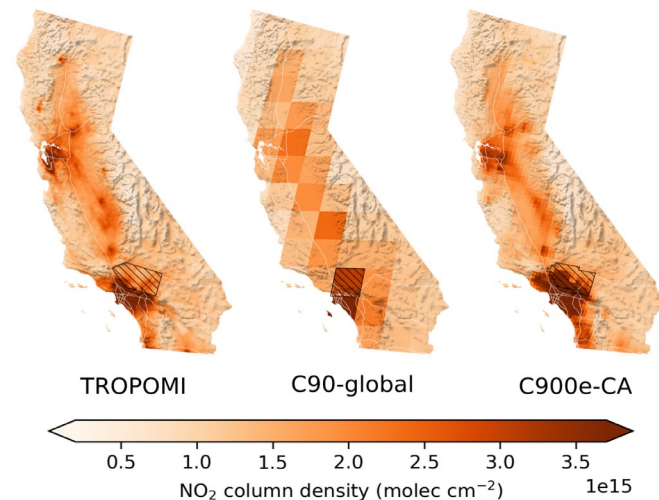 TROPOMI C90-global C900e-CA
0.5 1.0 1.5 2.0 2.5 3.0 3.5
1e15
NO₂ column density (molec cm⁻²)